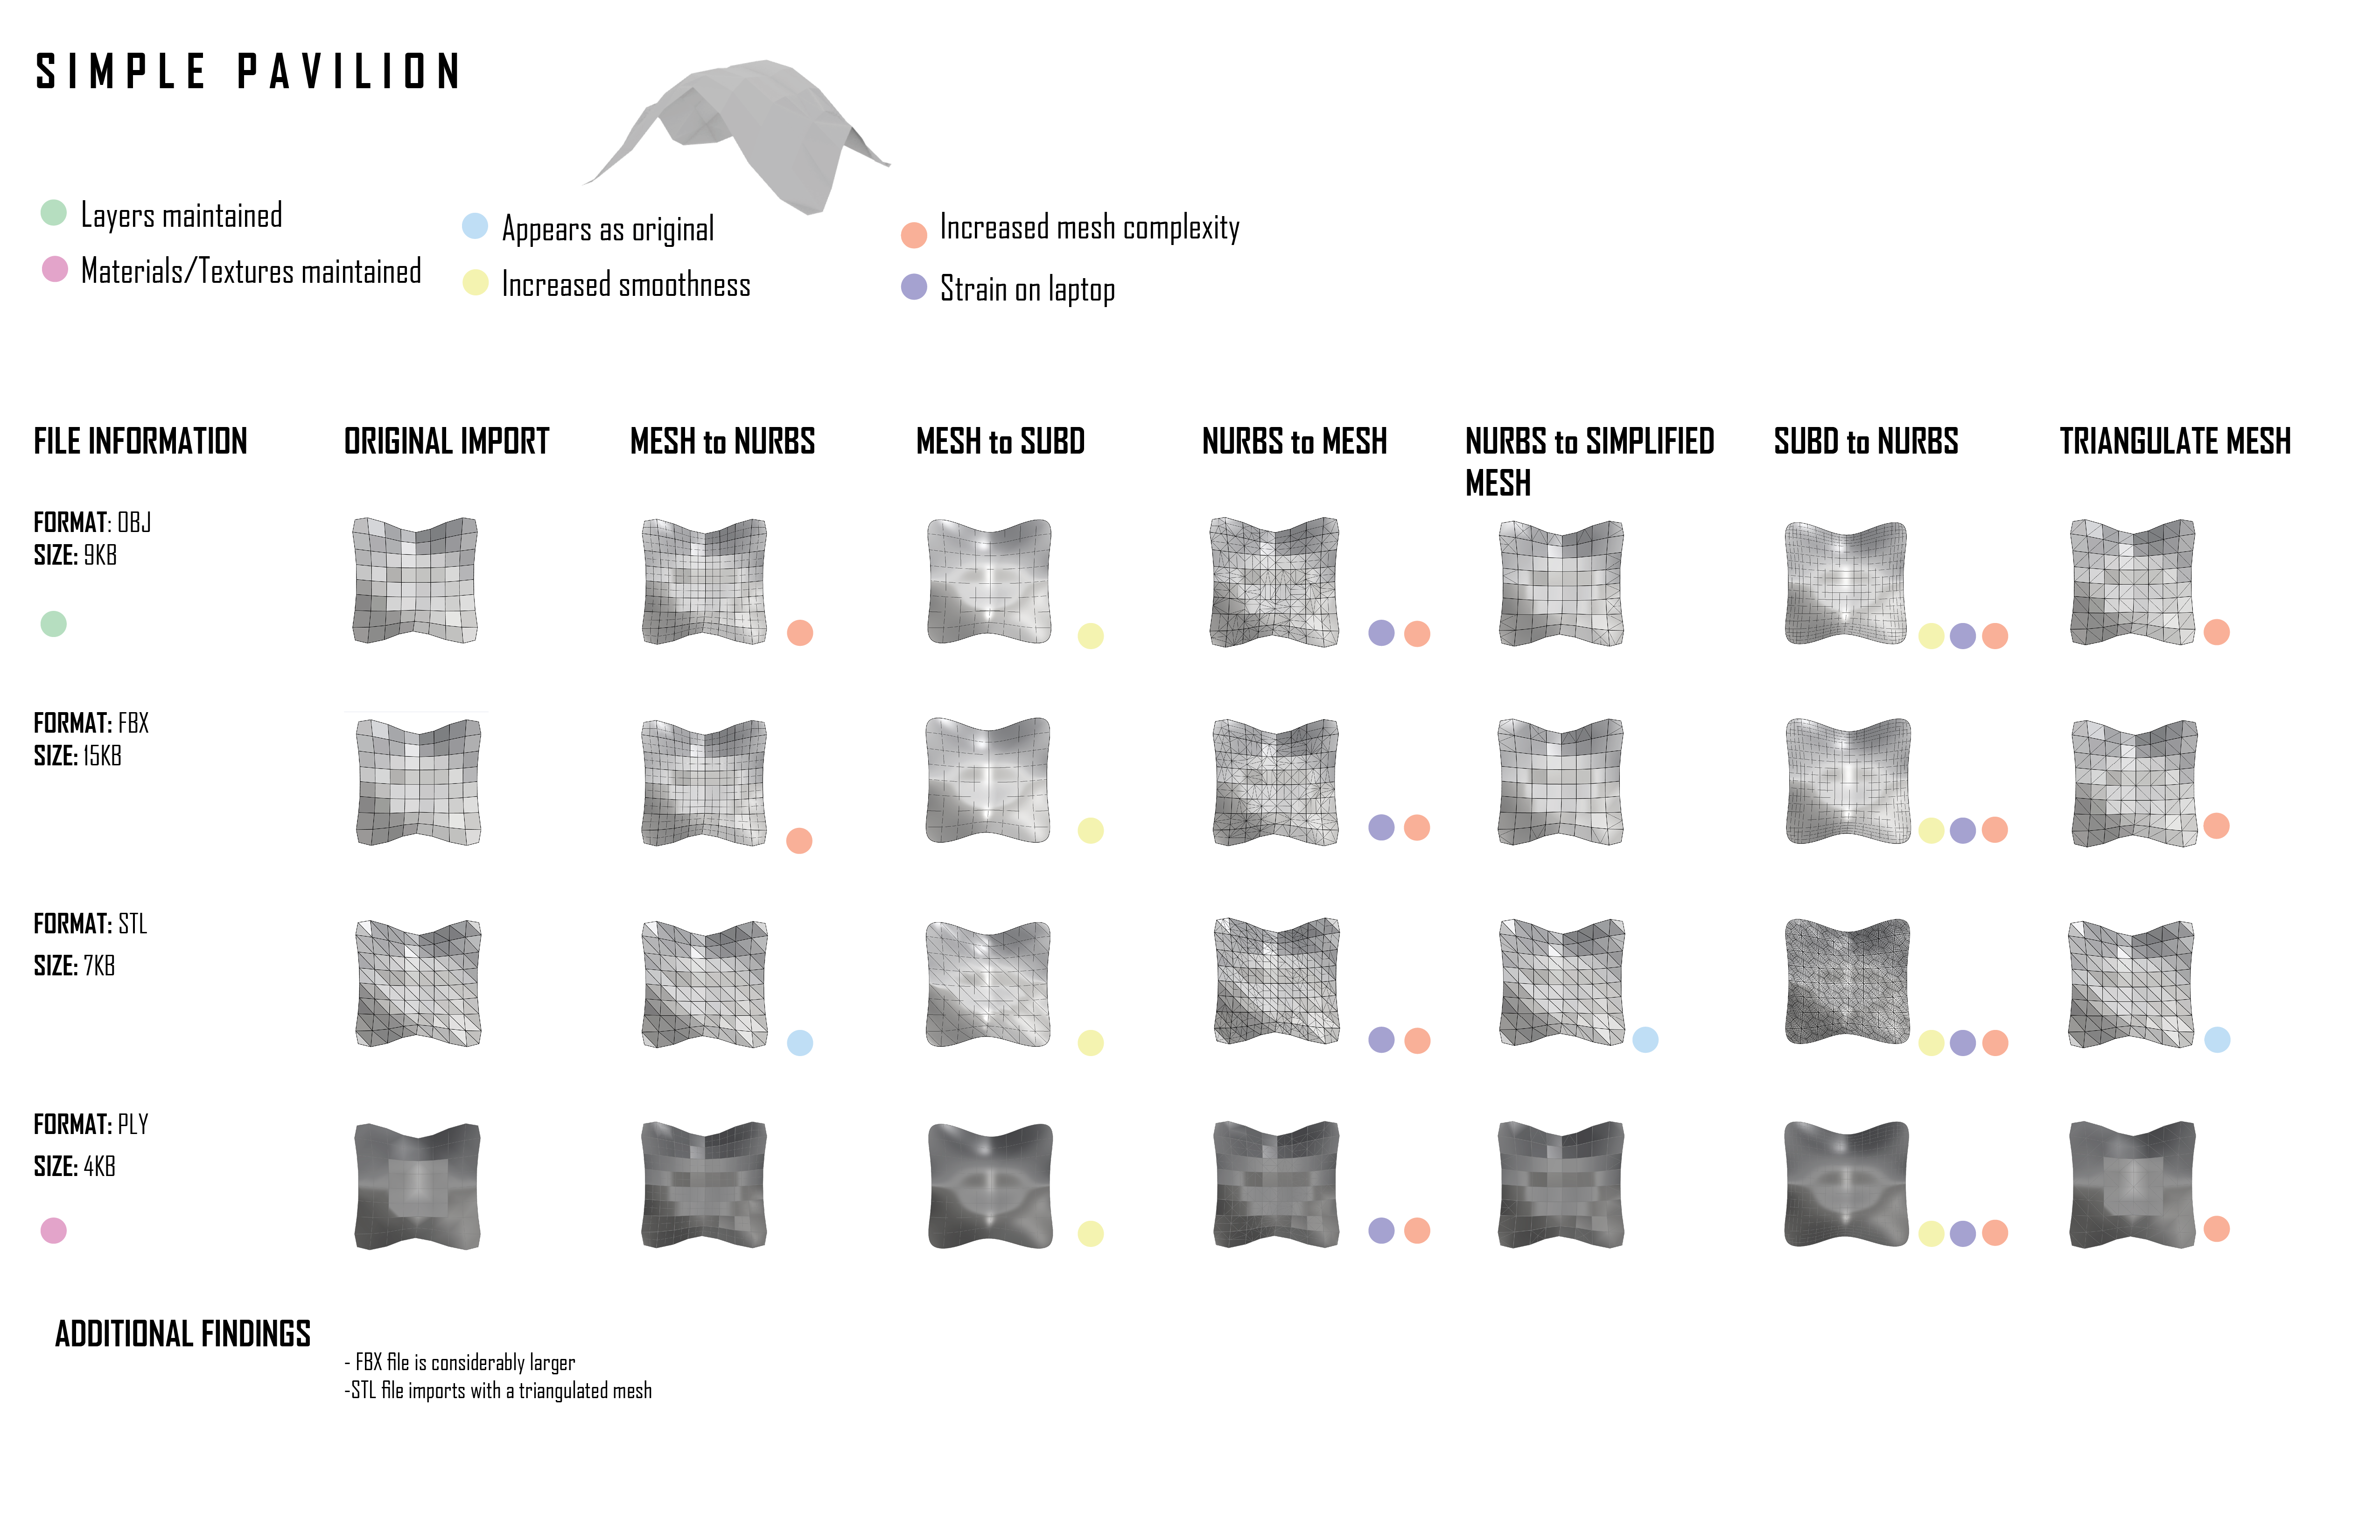 SIMPLE PAVILION
Layers maintained
Materials/Textures maintained
Appears as original
Increased smoothness
Increased mesh complexity
Strain on laptop
FILE INFORMATION
ORIGINAL IMPORT
MESH to NURBS
MESH to SUBD
NURBS to MESH
NURBS to SIMPLIFIED
MESH
SUBD to NURBS
TRIANGULATE MESH
FORMAT: OBJ
SIZE: 9KB
FORMAT: FBX
SIZE: 15KB
FORMAT: STL
SIZE: 7KB
FORMAT: PLY
SIZE: 4KB
ADDITIONAL FINDINGS
- FBX file is considerably larger
-STL file imports with a triangulated mesh